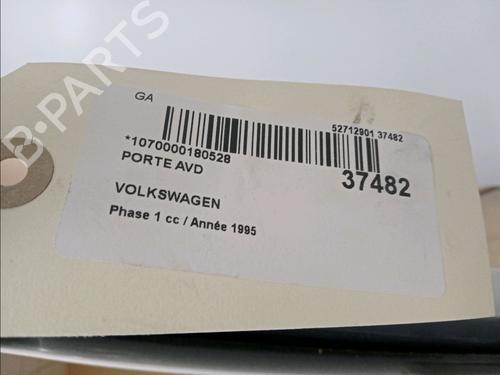 GA
52712901 37482
*1070000180528
37482
PORTE AVD
VOLKSWAGEN
Phase 1 cc / Année 1995
B-PARTS